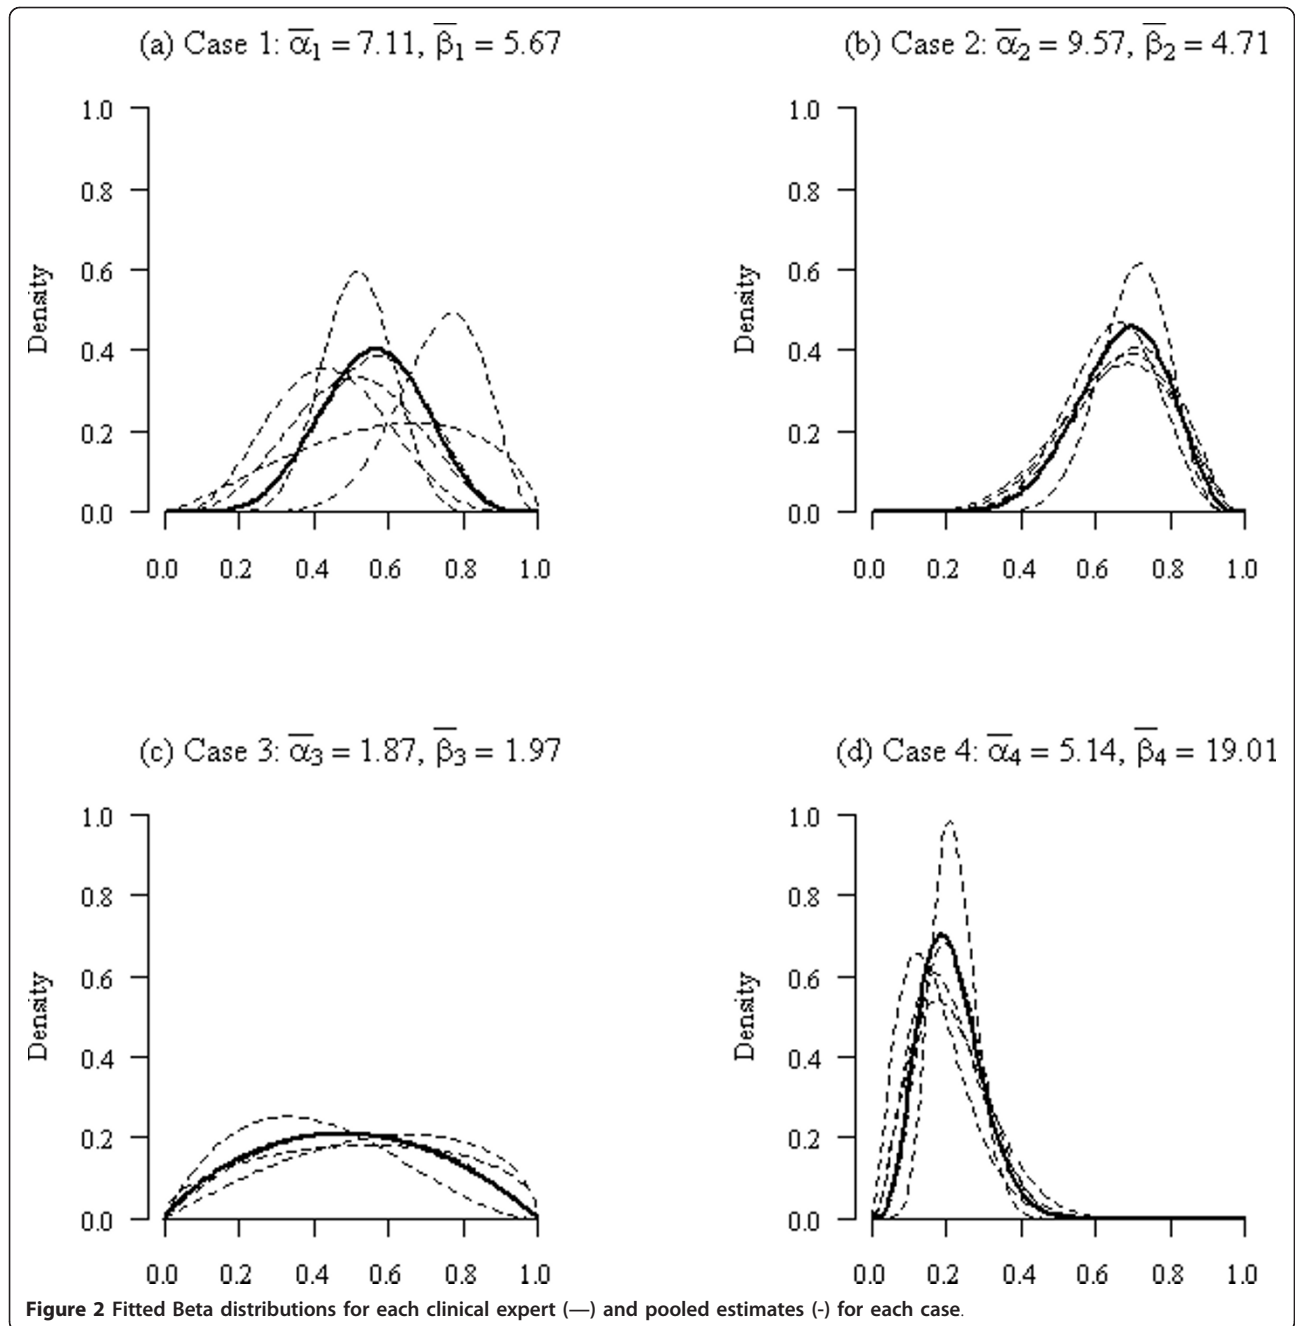 (a) Case 1: α̅₁ = 7.11, β̅₁ = 5.67
(b) Case 2: α̅₂ = 9.57, β̅₂ = 4.71
Density
1.0
0.8
0.6
0.4
0.2
0.0
0.0 0.2 0.4 0.6 0.8 1.0
Density
1.0
0.8
0.6
0.4
0.2
0.0
0.0 0.2 0.4 0.6 0.8 1.0
(c) Case 3: α̅₃ = 1.87, β̅₃ = 1.97
(d) Case 4: α̅₄ = 5.14, β̅₄ = 19.01
Density
1.0
0.8
0.6
0.4
0.2
0.0
0.0 0.2 0.4 0.6 0.8 1.0
Density
1.0
0.8
0.6
0.4
0.2
0.0
0.0 0.2 0.4 0.6 0.8 1.0
Figure 2 Fitted Beta distributions for each clinical expert (—) and pooled estimates (-) for each case.